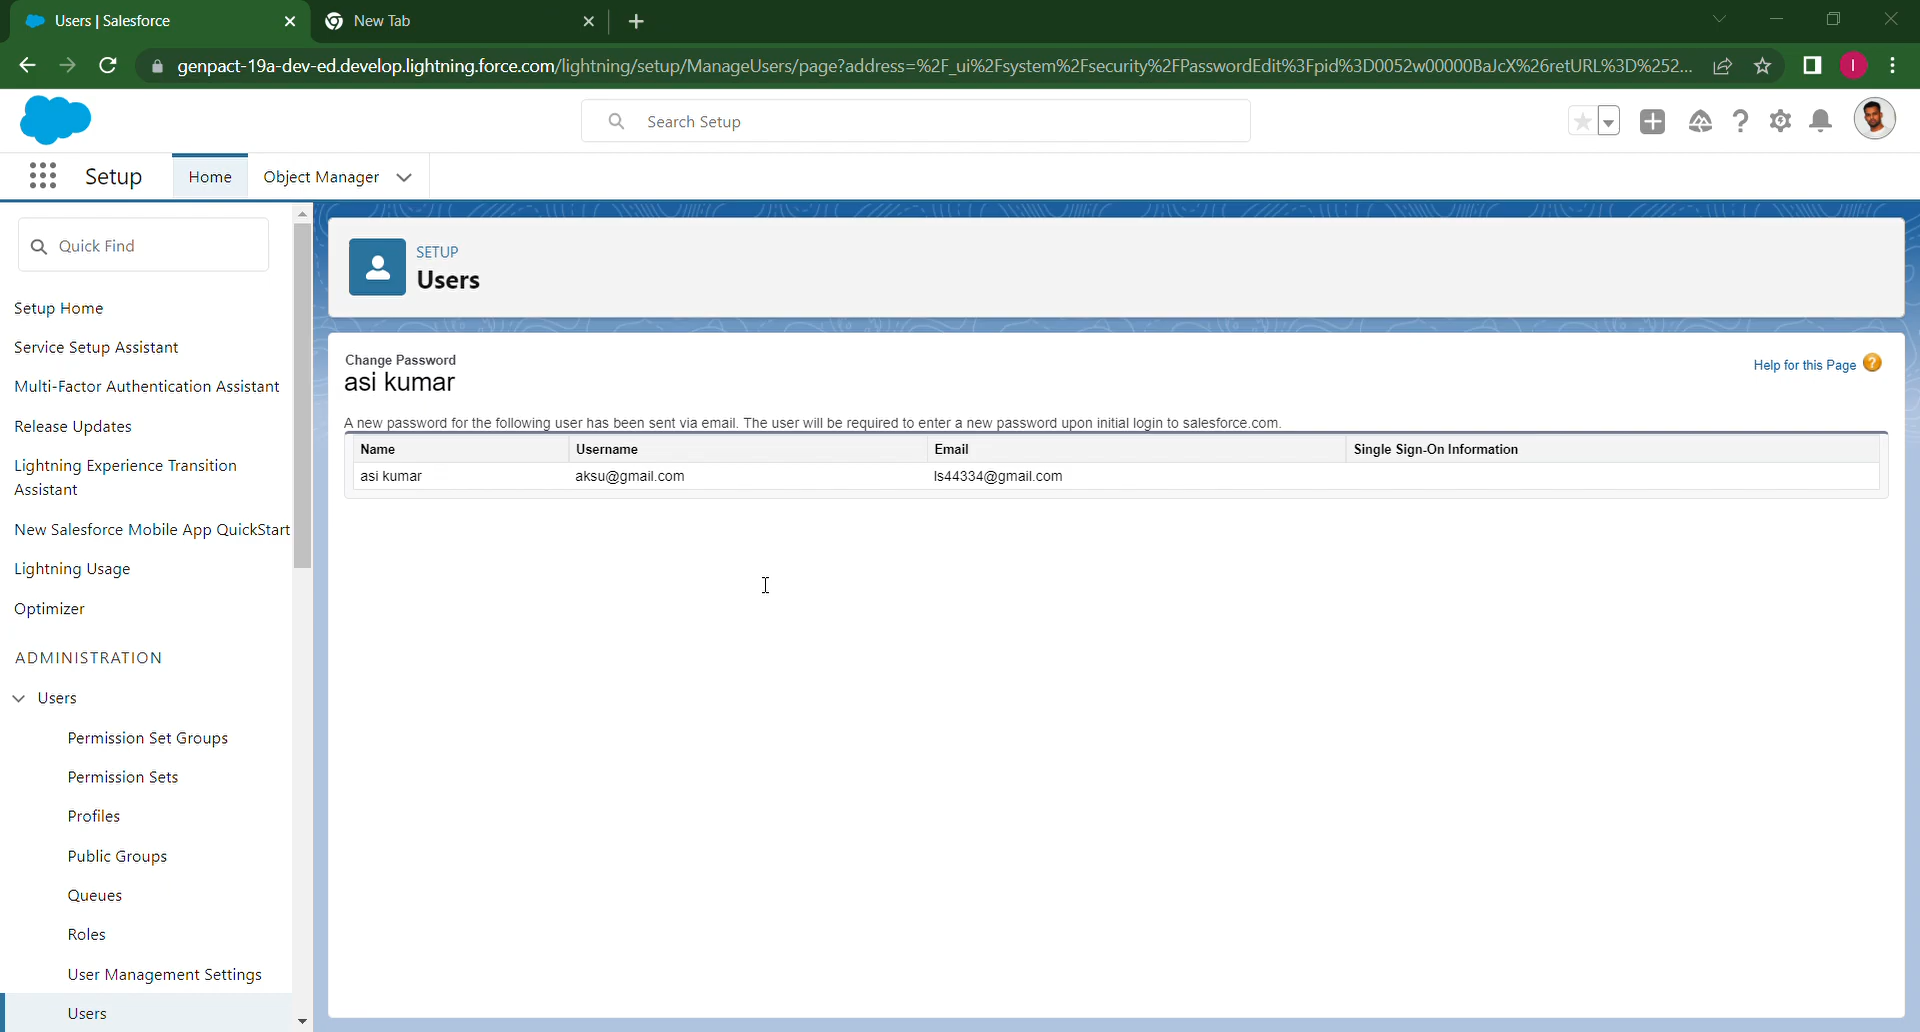 Users | Salesforce
New Tab
genpact-19a-dev-ed.develop.lightning.force.com/lightning/setup/ManageUsers/page?address=%2F_ui%2Fsystem%2Fsecurity%2FPasswordEdit%3Fpid%3D0052w00000BaJcX%26retURL%3D%252...
I
Search Setup
Setup
Home
Object Manager
Quick Find
Setup Home
Service Setup Assistant
Multi-Factor Authentication Assistant
Release Updates
Lightning Experience Transition
Assistant
New Salesforce Mobile App QuickStart
Lightning Usage
Optimizer
ADMINISTRATION
Users
Permission Set Groups
Permission Sets
Profiles
Public Groups
Queues
Roles
User Management Settings
Users
SETUP
Users
Change Password
asi kumar
Help for this Page
A new password for the following user has been sent via email. The user will be required to enter a new password upon initial login to salesforce.com.
Name Username Email Single Sign-On Information
asi kumar aksu@gmail.com ls44334@gmail.com